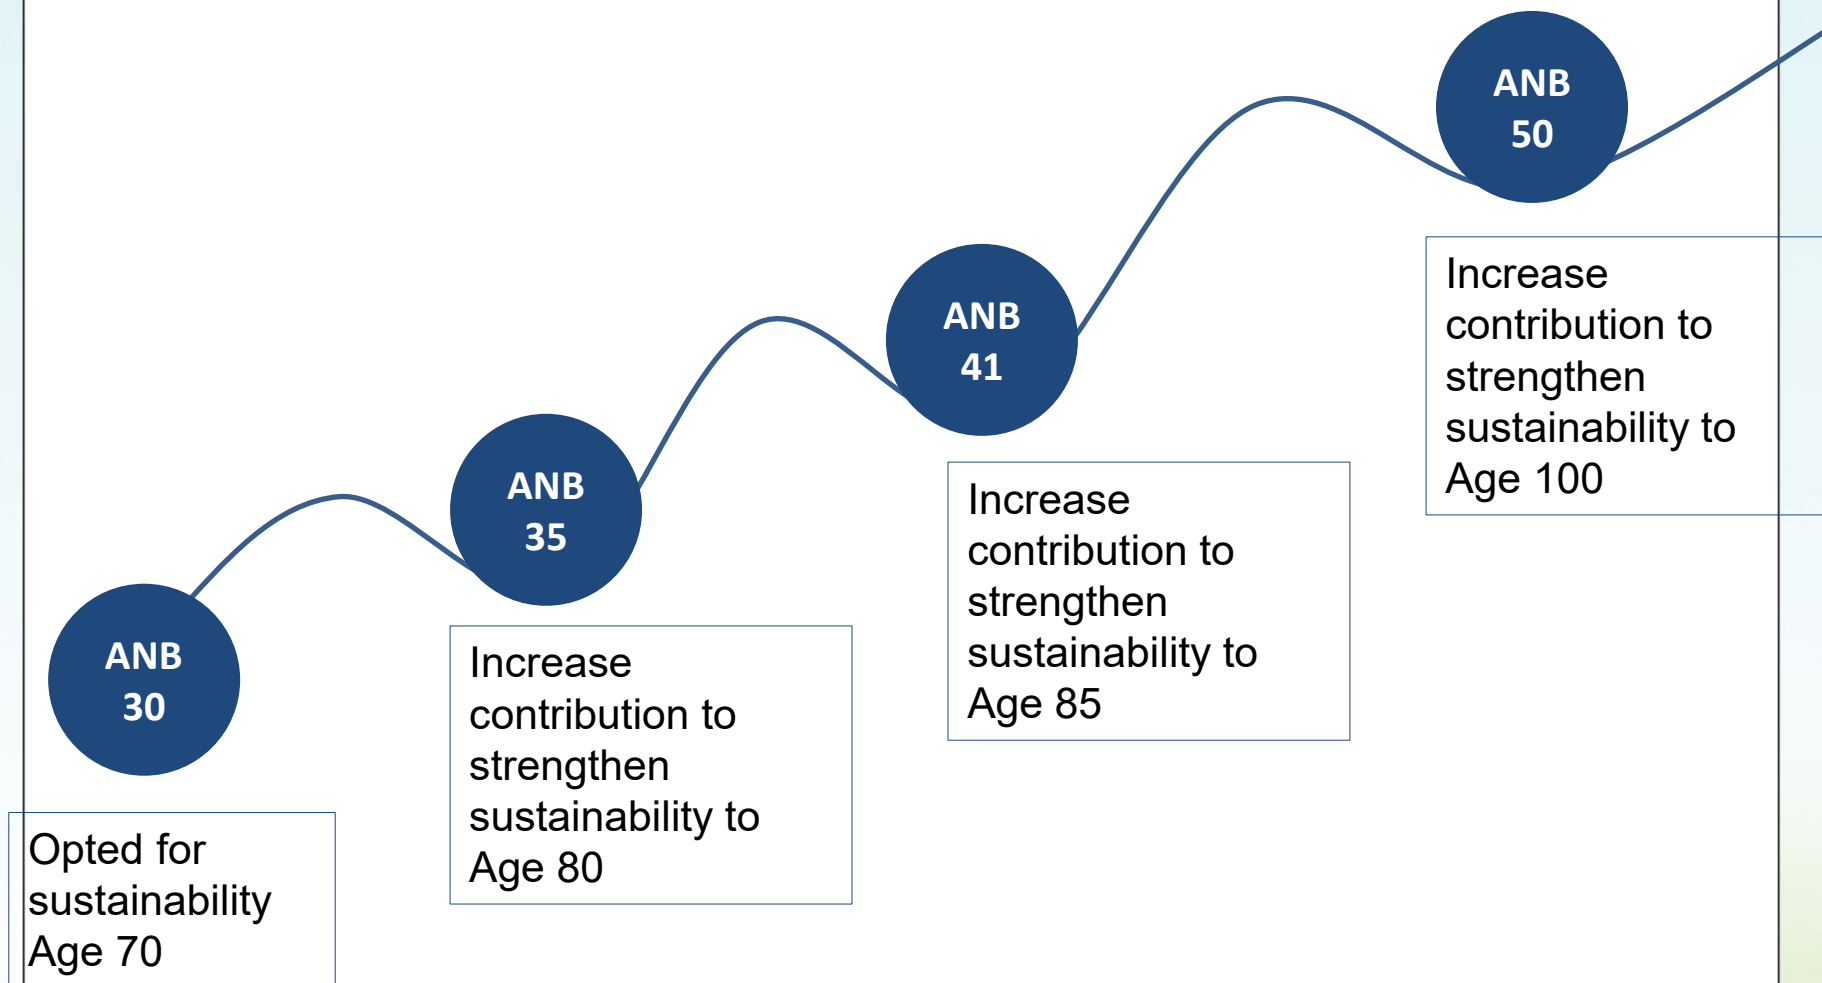 ANB
30
Opted for
sustainability
Age 70
ANB
35
Increase
contribution to
strengthen
sustainability to
Age 80
ANB
41
Increase
contribution to
strengthen
sustainability to
Age 85
ANB
50
Increase
contribution to
strengthen
sustainability to
Age 100